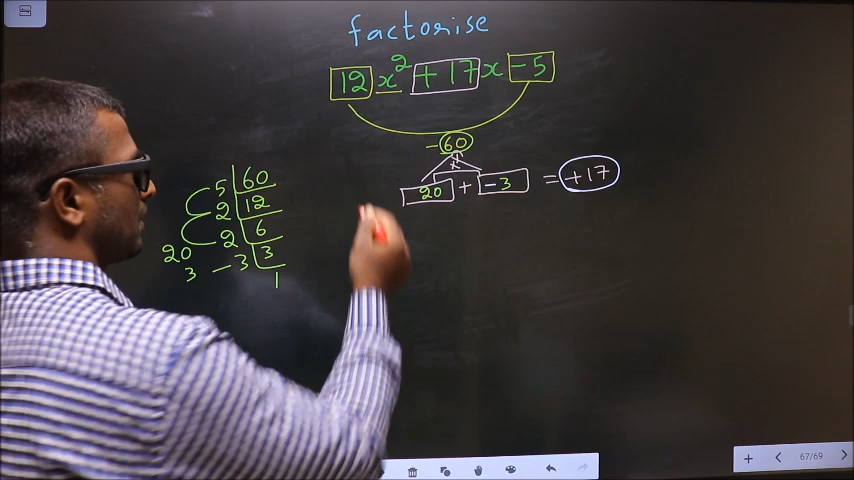 factorise
12 x² + 17 x - 5
- 60
x
20 + - 3 = + 17
5 | 60
2 | 12
2 | 6
20
3 - 3 | 3
1
67/69